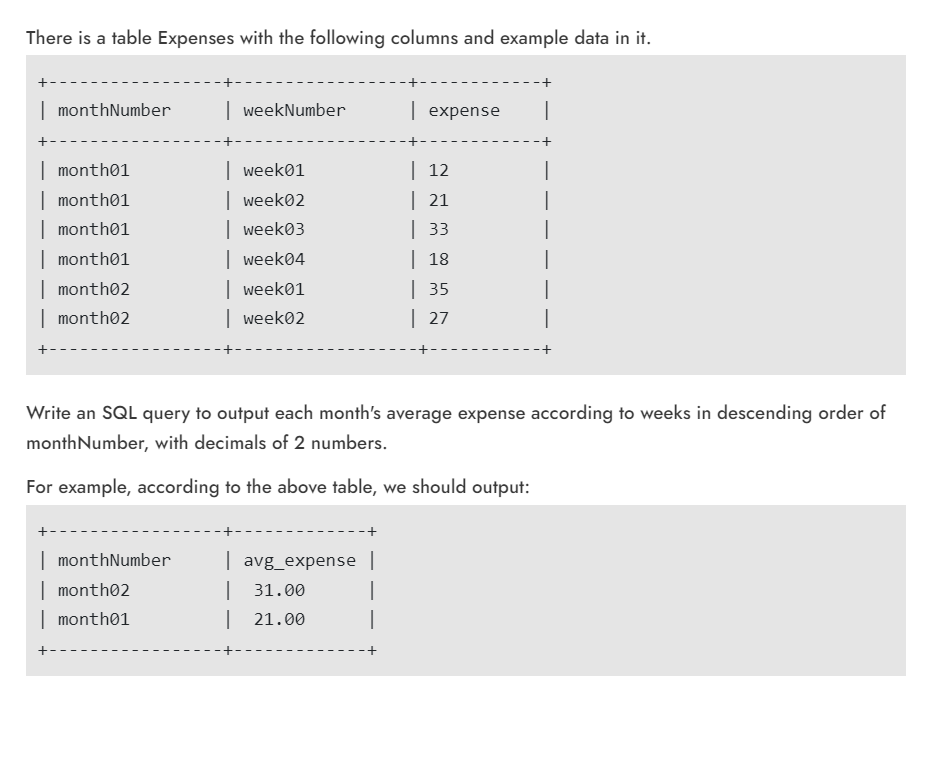 There is a table Expenses with the following columns and example data in it.
+-----------------+-----------------+------------+
| monthNumber     | weekNumber      | expense    |
+-----------------+-----------------+------------+
| month01         | week01          | 12         |
| month01         | week02          | 21         |
| month01         | week03          | 33         |
| month01         | week04          | 18         |
| month02         | week01          | 35         |
| month02         | week02          | 27         |
+-----------------+------------------+-----------+
Write an SQL query to output each month's average expense according to weeks in descending order of
monthNumber, with decimals of 2 numbers.
For example, according to the above table, we should output:
+-----------------+-------------+
| monthNumber     | avg_expense |
| month02         |  31.00      |
| month01         |  21.00      |
+-----------------+-------------+